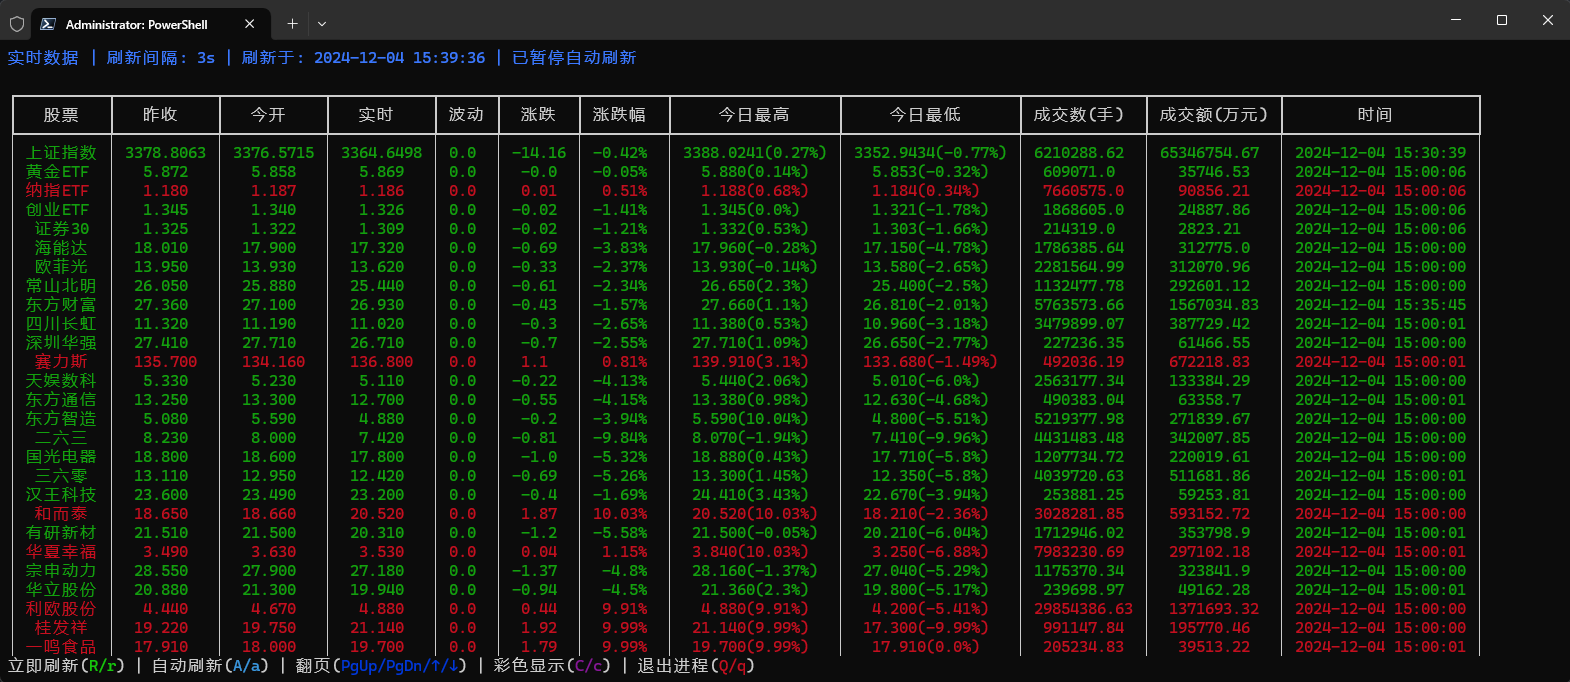 Administrator: PowerShell
实时数据 | 刷新间隔: 3s | 刷新于: 2024-12-04 15:39:36 | 已暂停自动刷新
股票 昨收 今开 实时 波动 涨跌 涨跌幅 今日最高 今日最低 成交数(手) 成交额(万元) 时间
上证指数 3378.8063 3376.5715 3364.6498 0.0 -14.16 -0.42% 3388.0241(0.27%) 3352.9434(-0.77%) 6210288.62 65346754.67 2024-12-04 15:30:39
黄金ETF 5.872 5.858 5.869 0.0 -0.0 -0.05% 5.880(0.14%) 5.853(-0.32%) 609071.0 35746.53 2024-12-04 15:00:06
纳指ETF 1.180 1.187 1.186 0.0 0.01 0.51% 1.188(0.68%) 1.184(0.34%) 7660575.0 90856.21 2024-12-04 15:00:06
创业ETF 1.345 1.340 1.326 0.0 -0.02 -1.41% 1.345(0.0%) 1.321(-1.78%) 1868605.0 24887.86 2024-12-04 15:00:06
证券30 1.325 1.322 1.309 0.0 -0.02 -1.21% 1.332(0.53%) 1.303(-1.66%) 214319.0 2823.21 2024-12-04 15:00:06
海能达 18.010 17.900 17.320 0.0 -0.69 -3.83% 17.960(-0.28%) 17.150(-4.78%) 1786385.64 312775.0 2024-12-04 15:00:00
欧菲光 13.950 13.930 13.620 0.0 -0.33 -2.37% 13.930(-0.14%) 13.580(-2.65%) 2281564.99 312070.96 2024-12-04 15:00:00
常山北明 26.050 25.880 25.440 0.0 -0.61 -2.34% 26.650(2.3%) 25.400(-2.5%) 1132477.78 292601.12 2024-12-04 15:00:00
东方财富 27.360 27.100 26.930 0.0 -0.43 -1.57% 27.660(1.1%) 26.810(-2.01%) 5763573.66 1567034.83 2024-12-04 15:35:45
四川长虹 11.320 11.190 11.020 0.0 -0.3 -2.65% 11.380(0.53%) 10.960(-3.18%) 3479899.07 387729.42 2024-12-04 15:00:01
深圳华强 27.410 27.710 26.710 0.0 -0.7 -2.55% 27.710(1.09%) 26.650(-2.77%) 227236.35 61466.55 2024-12-04 15:00:00
赛力斯 135.700 134.160 136.800 0.0 1.1 0.81% 139.910(3.1%) 133.680(-1.49%) 492036.19 672218.83 2024-12-04 15:00:01
天娱数科 5.330 5.230 5.110 0.0 -0.22 -4.13% 5.440(2.06%) 5.010(-6.0%) 2563177.34 133384.29 2024-12-04 15:00:00
东方通信 13.250 13.300 12.700 0.0 -0.55 -4.15% 13.380(0.98%) 12.630(-4.68%) 490383.04 63358.7 2024-12-04 15:00:01
东方智造 5.080 5.590 4.880 0.0 -0.2 -3.94% 5.590(10.04%) 4.800(-5.51%) 5219377.98 271839.67 2024-12-04 15:00:00
二六三 8.230 8.000 7.420 0.0 -0.81 -9.84% 8.070(-1.94%) 7.410(-9.96%) 4431483.48 342007.85 2024-12-04 15:00:00
国光电器 18.800 18.600 17.800 0.0 -1.0 -5.32% 18.880(0.43%) 17.710(-5.8%) 1207734.72 220019.61 2024-12-04 15:00:00
三六零 13.110 12.950 12.420 0.0 -0.69 -5.26% 13.300(1.45%) 12.350(-5.8%) 4039720.63 511681.86 2024-12-04 15:00:01
汉王科技 23.600 23.490 23.200 0.0 -0.4 -1.69% 24.410(3.43%) 22.670(-3.94%) 253881.25 59253.81 2024-12-04 15:00:00
和而泰 18.650 18.660 20.520 0.0 1.87 10.03% 20.520(10.03%) 18.210(-2.36%) 3028281.85 593152.72 2024-12-04 15:00:00
有研新材 21.510 21.500 20.310 0.0 -1.2 -5.58% 21.500(-0.05%) 20.210(-6.04%) 1712946.02 353798.9 2024-12-04 15:00:01
华夏幸福 3.490 3.630 3.530 0.0 0.04 1.15% 3.840(10.03%) 3.250(-6.88%) 7983230.69 297102.18 2024-12-04 15:00:01
宗申动力 28.550 27.900 27.180 0.0 -1.37 -4.8% 28.160(-1.37%) 27.040(-5.29%) 1175370.34 323841.9 2024-12-04 15:00:00
华立股份 20.880 21.300 19.940 0.0 -0.94 -4.5% 21.360(2.3%) 19.800(-5.17%) 239698.97 49162.28 2024-12-04 15:00:01
利欧股份 4.440 4.670 4.880 0.0 0.44 9.91% 4.880(9.91%) 4.200(-5.41%) 29854386.63 1371693.32 2024-12-04 15:00:00
桂发祥 19.220 19.750 21.140 0.0 1.92 9.99% 21.140(9.99%) 17.300(-9.99%) 991147.84 195770.46 2024-12-04 15:00:00
一鸣食品 17.910 18.000 19.700 0.0 1.79 9.99% 19.700(9.99%) 17.910(0.0%) 205234.83 39513.22 2024-12-04 15:00:01
立即刷新(R/r) | 自动刷新(A/a) | 翻页(PgUp/PgDn/↑/↓) | 彩色显示(C/c) | 退出进程(Q/q)